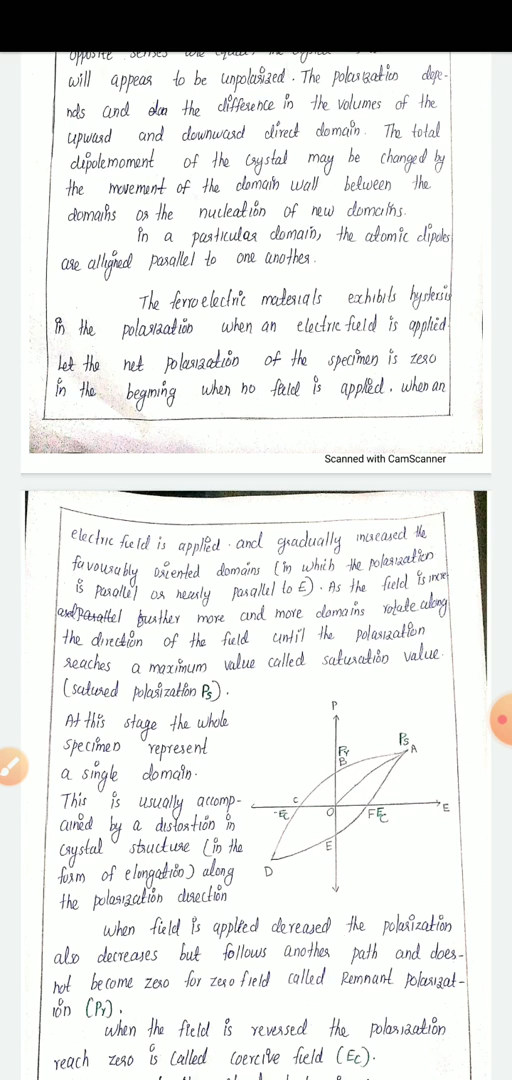 will appear to be unpolarized. The polarization depe-
nds and the difference in the volumes of the
upward and downward direct domain. The total
dipolemoment of the crystal may be changed by
the movement of the domain wall between the
domains or the nucleation of new domains.
In a particular domain, the atomic dipoles
are alligned parallel to one another.
The ferroelectric materials exhibits hystersis
in the polarization when an electric field is applied.
Let the net polarization of the specimen is zero
in the begining when no field is applied. when an
Scanned with CamScanner
electric field is applied and gradually increased the
favourably oriented domains (in which the polarization
is parallel or nearly parallel to E). As the field is incre
further more and more domains rotate along
the direction of the field until the polarization
reaches a maximum value called saturation value.
(satured polarization Ps).
At this stage the whole
specimen represent
a single domain.
This is usually accomp-
ained by a distortion in
crystal structure (in the
form of elongation) along
the polarization direction
P
Ps
A
Pr
B
C
-Ec
O
F Ec
E
E
D
when field is applied decreased the polarization
also decreases but follows another path and does-
not become zero for zero field called Remnant polarizat-
ion (Pr).
when the field is reversed the polarization
reach zero is called coercive field (Ec).